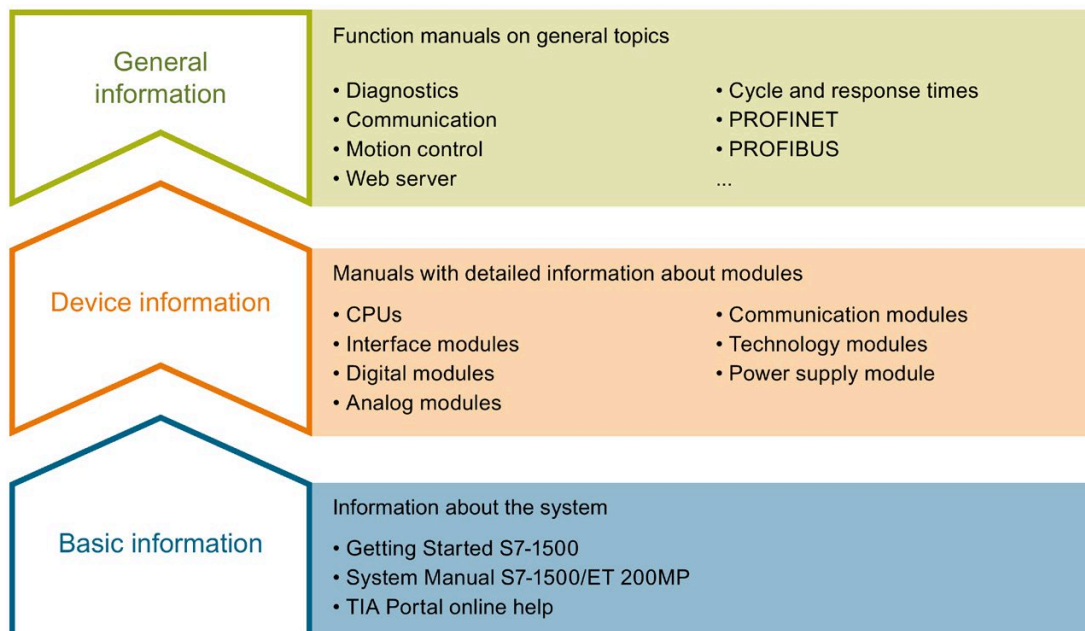 General
information
Function manuals on general topics
• Diagnostics
• Communication
• Motion control
• Web server
• Cycle and response times
• PROFINET
• PROFIBUS
...
Device information
Manuals with detailed information about modules
• CPUs
• Interface modules
• Digital modules
• Analog modules
• Communication modules
• Technology modules
• Power supply module
Basic information
Information about the system
• Getting Started S7-1500
• System Manual S7-1500/ET 200MP
• TIA Portal online help